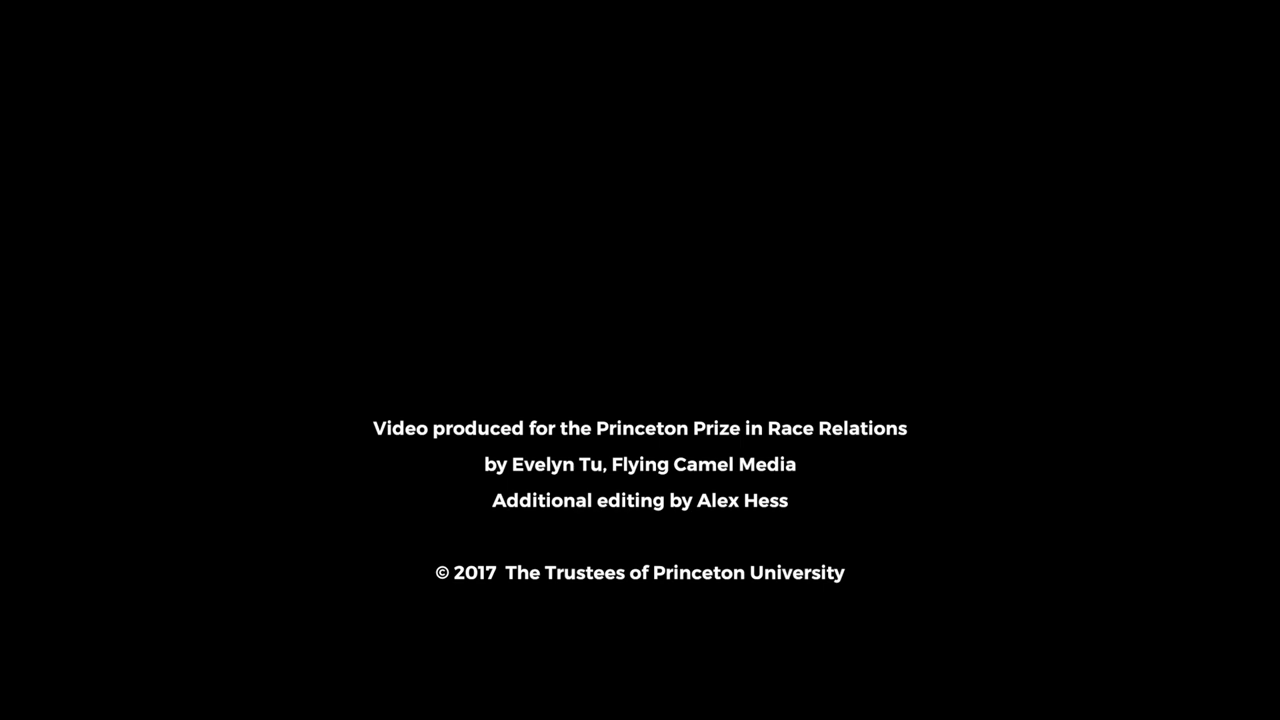 Video produced for the Princeton Prize in Race Relations
by Evelyn Tu, Flying Camel Media
Additional editing by Alex Hess
© 2017 The Trustees of Princeton University